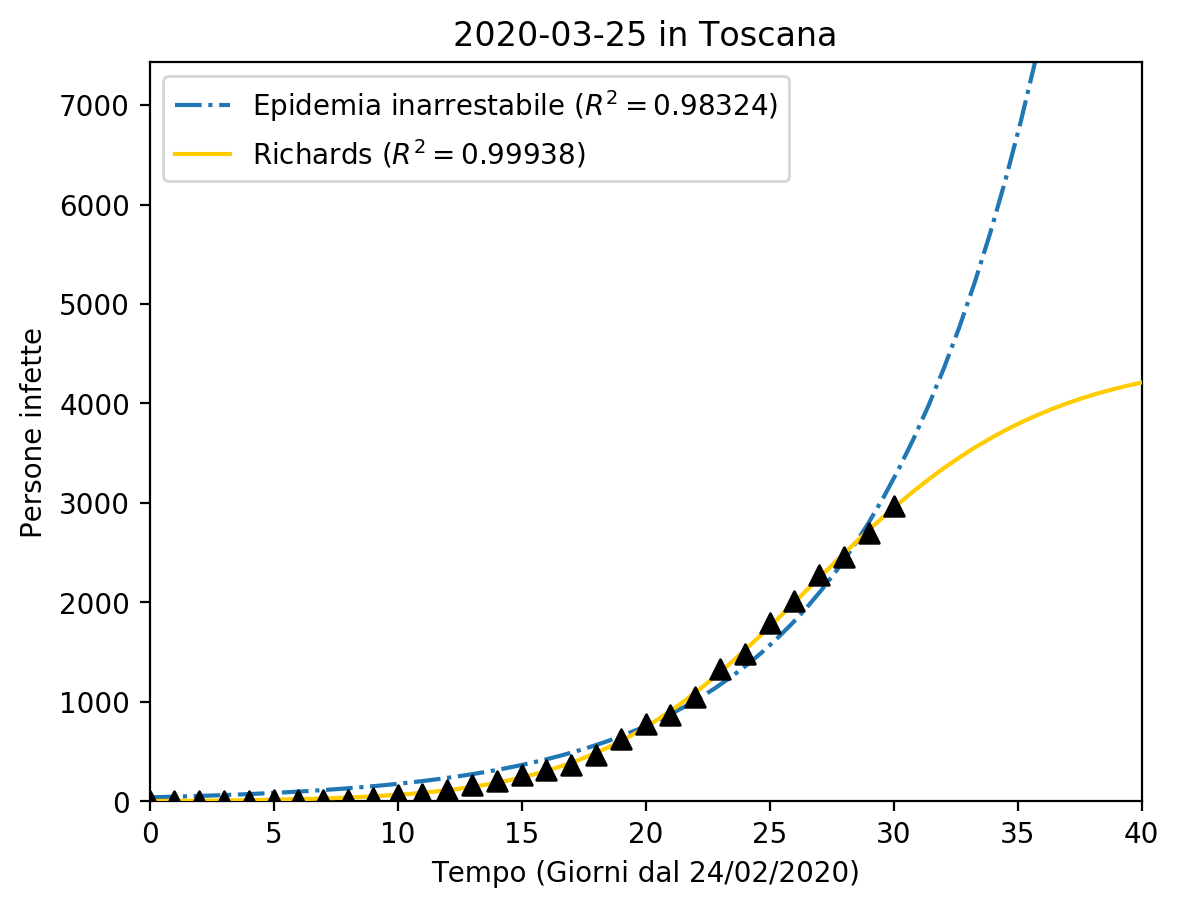 2020-03-25 in Toscana
Epidemia inarrestabile (R² = 0.98324)
Richards (R² = 0.99938)
7000
6000
5000
4000
3000
2000
1000
0
Persone infette
0 5 10 15 20 25 30 35 40
Tempo (Giorni dal 24/02/2020)